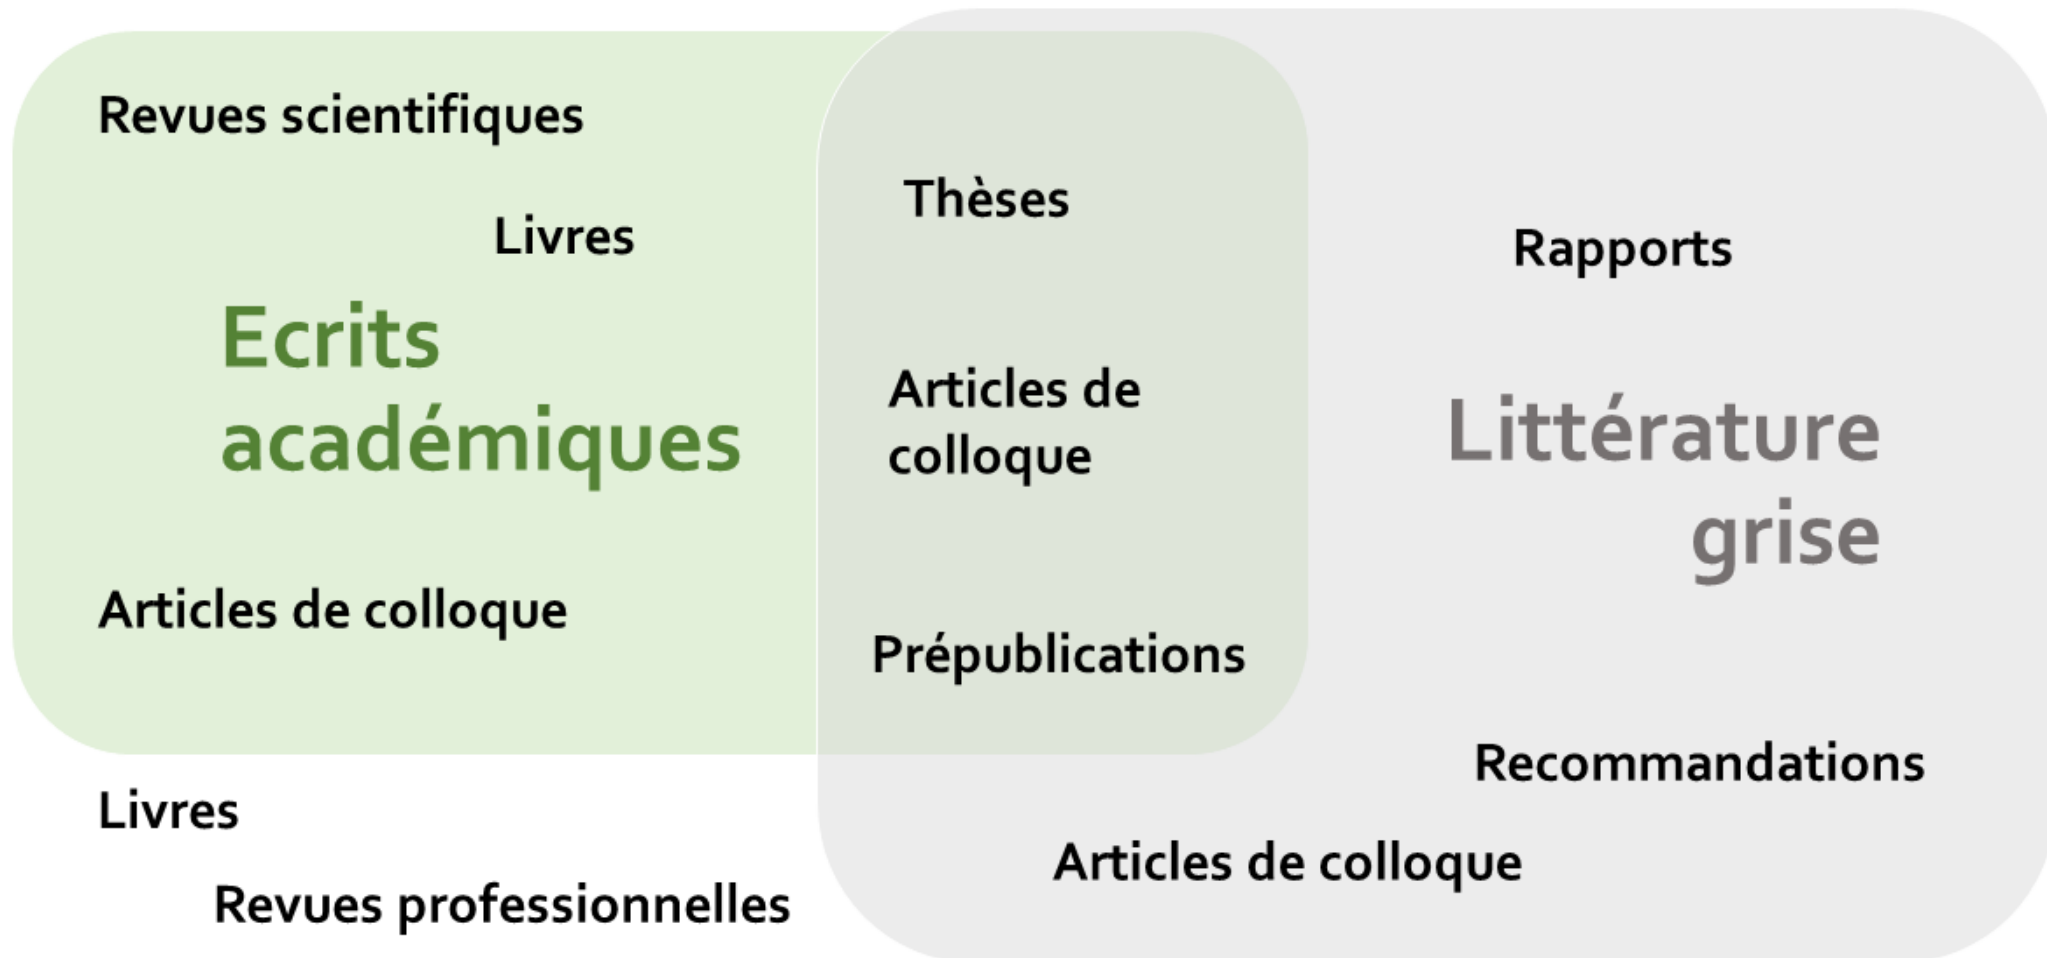 Revues scientifiques
Livres
Ecrits
académiques
Articles de colloque
Thèses
Articles de
colloque
Prépublications
Rapports
Littérature
grise
Recommandations
Articles de colloque
Livres
Revues professionnelles